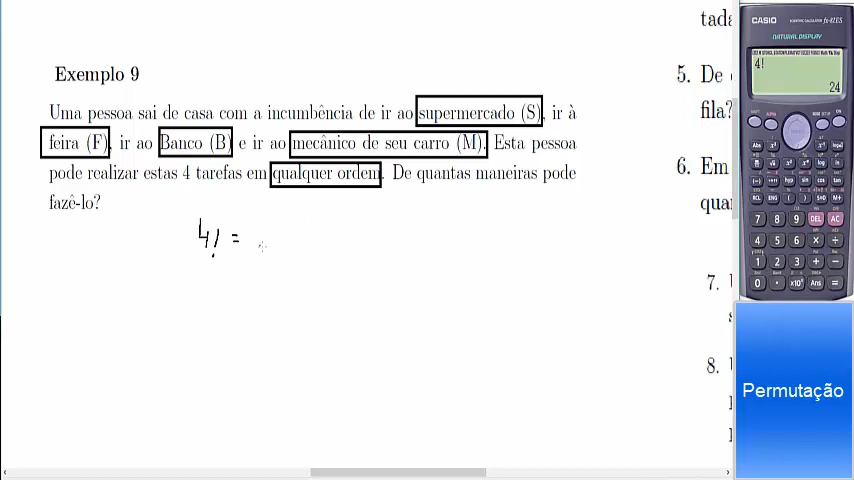 Exemplo 9
Uma pessoa sai de casa com a incumbência de ir ao supermercado (S), ir à
feira (F), ir ao Banco (B) e ir ao mecânico de seu carro (M). Esta pessoa
pode realizar estas 4 tarefas em qualquer ordem. De quantas maneiras pode
fazê-lo?
4! =
tada
5. De
fila?
6. Em
qua
7.
8.
CASIO
fx-82ES
NATURAL DISPLAY
4!
24
7 8 9 DEL AC
4 5 6 × ÷
1 2 3 + −
0 . ×10ˣ Ans =
Permutação